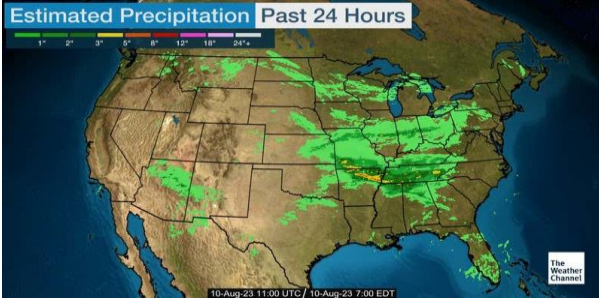 Estimated Precipitation Past 24 Hours
1" 2" 3" 5" 8" 12" 18" 24"+
The
Weather
Channel
10-Aug-23 11:00 UTC / 10-Aug-23 7:00 EDT